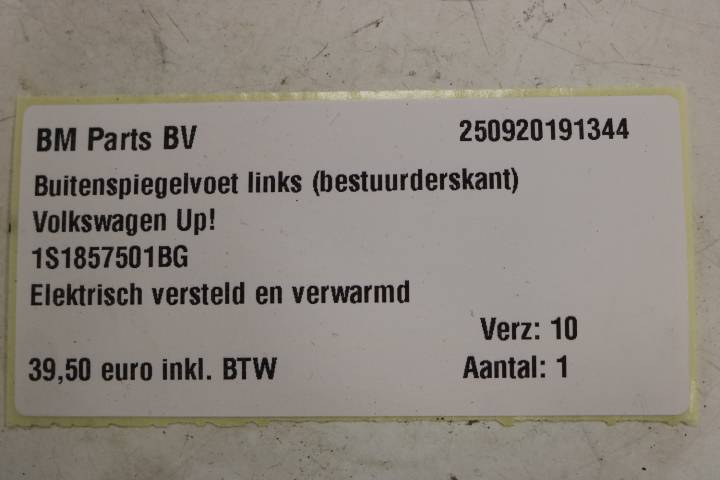 BM Parts BV 250920191344
Buitenspiegelvoet links (bestuurderskant)
Volkswagen Up!
1S1857501BG
Elektrisch versteld en verwarmd
Verz: 10
39,50 euro inkl. BTW Aantal: 1